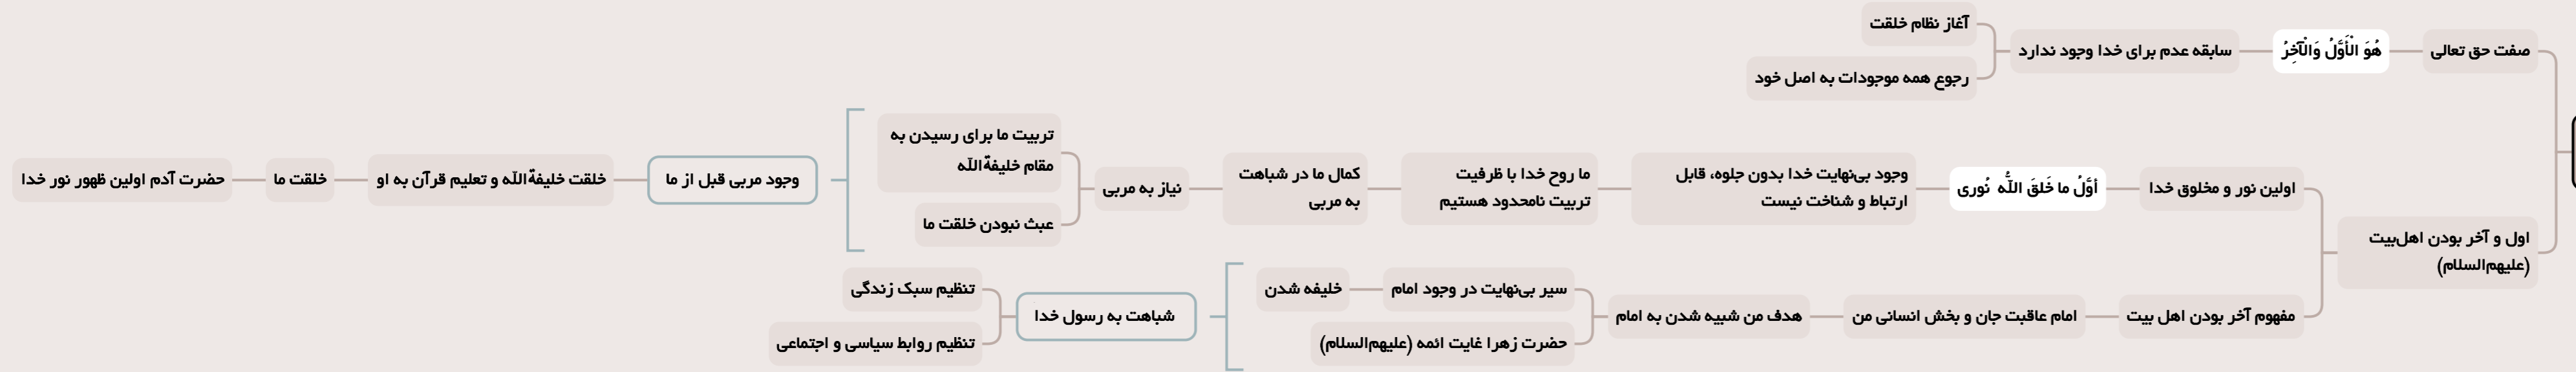 صفت حق تعالی
هُوَ الْأَوَّلُ وَالْآخِرُ
سابقه عدم برای خدا وجود ندارد
آغاز نظام خلقت
رجوع همه موجودات به اصل خود
اول و آخر بودن اهل‌بیت
(علیهم‌السلام)
اولین نور و مخلوق خدا
أوَّلُ ما خَلقَ اللّٰه نُوری
وجود بی‌نهایت خدا بدون جلوه، قابل
ارتباط و شناخت نیست
ما روح خدا با ظرفیت
تربیت نامحدود هستیم
کمال ما در شباهت
به مربی
نیاز به مربی
تربیت ما برای رسیدن به
مقام خلیفةٌاللّه
عبث نبودن خلقت ما
وجود مربی قبل از ما
خلقت خلیفةٌاللّه و تعلیم قرآن به او
خلقت ما
حضرت آدم اولین ظهور نور خدا
مفهوم آخر بودن اهل بیت
امام عاقبت جان و بخش انسانی من
هدف من شبیه شدن به امام
سیر بی‌نهایت در وجود امام
خلیفه شدن
حضرت زهرا غایت ائمه (علیهم‌السلام)
شباهت به رسول خدا
تنظیم سبک زندگی
تنظیم روابط سیاسی و اجتماعی